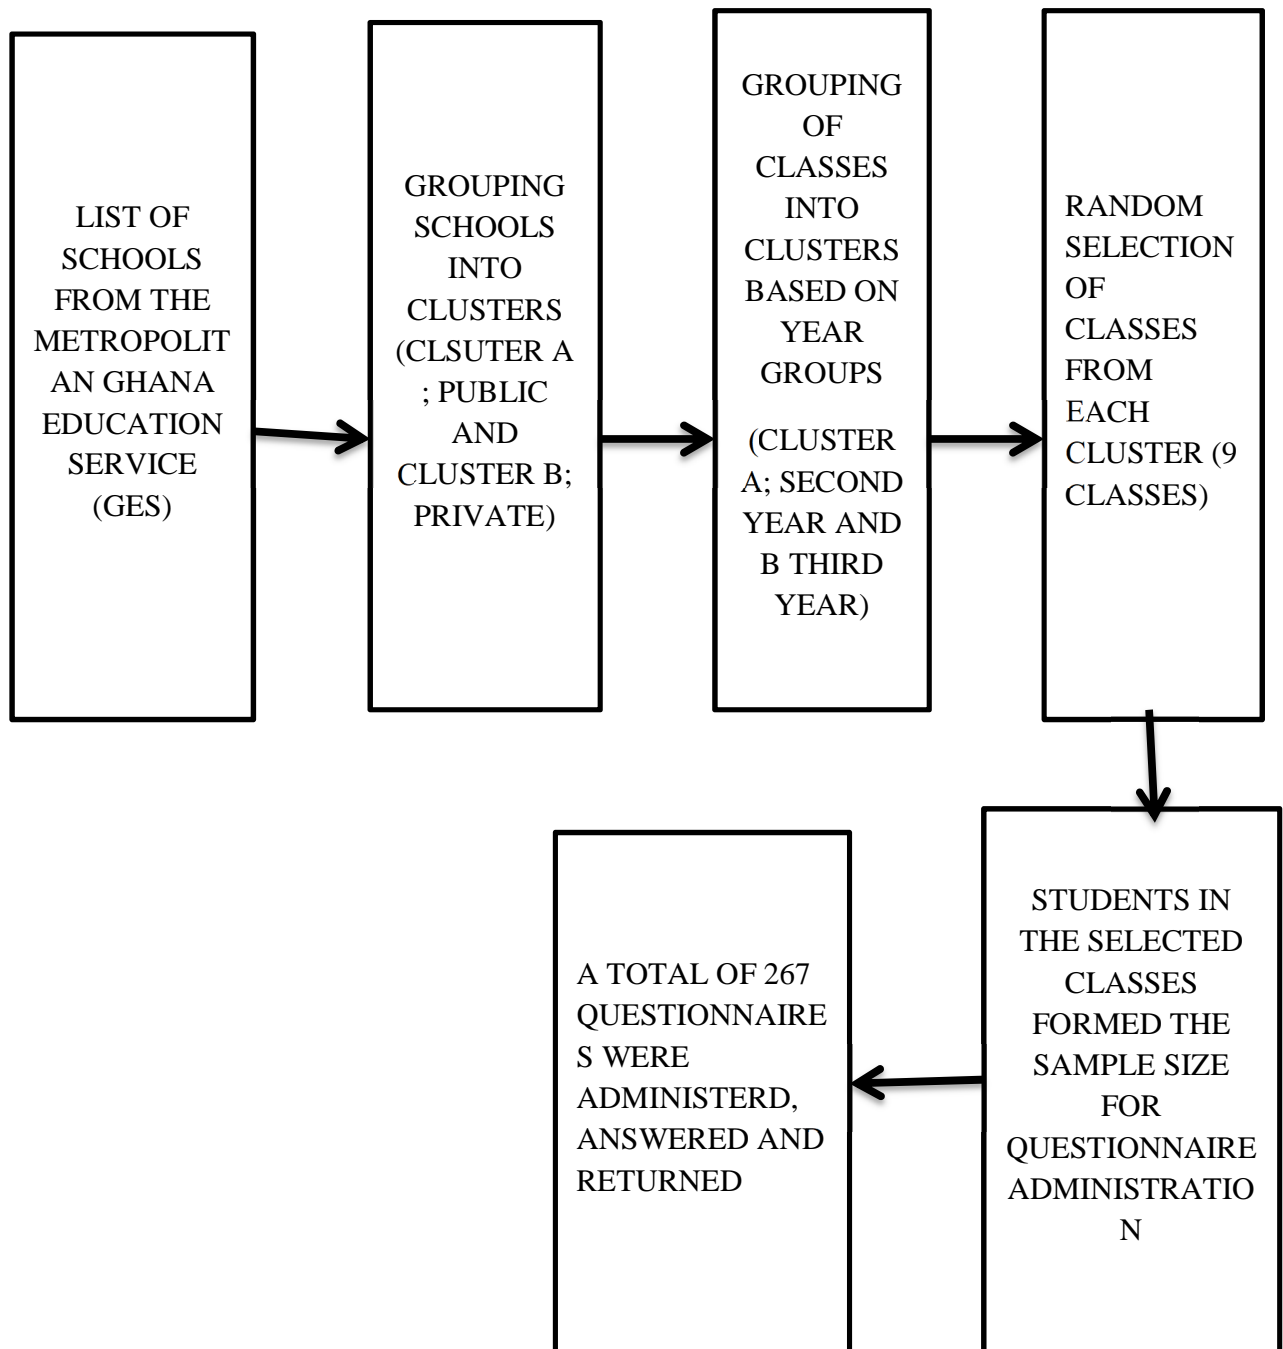 LIST OF
SCHOOLS
FROM THE
METROPOLIT
AN GHANA
EDUCATION
SERVICE
(GES)
GROUPING
SCHOOLS
INTO
CLUSTERS
(CLSUTER A
; PUBLIC
AND
CLUSTER B;
PRIVATE)
GROUPING
OF
CLASSES
INTO
CLUSTERS
BASED ON
YEAR
GROUPS
(CLUSTER
A; SECOND
YEAR AND
B THIRD
YEAR)
RANDOM
SELECTION
OF
CLASSES
FROM
EACH
CLUSTER (9
CLASSES)
STUDENTS IN
THE SELECTED
CLASSES
FORMED THE
SAMPLE SIZE
FOR
QUESTIONNAIRE
ADMINISTRATIO
N
A TOTAL OF 267
QUESTIONNAIRE
S WERE
ADMINISTERD,
ANSWERED AND
RETURNED